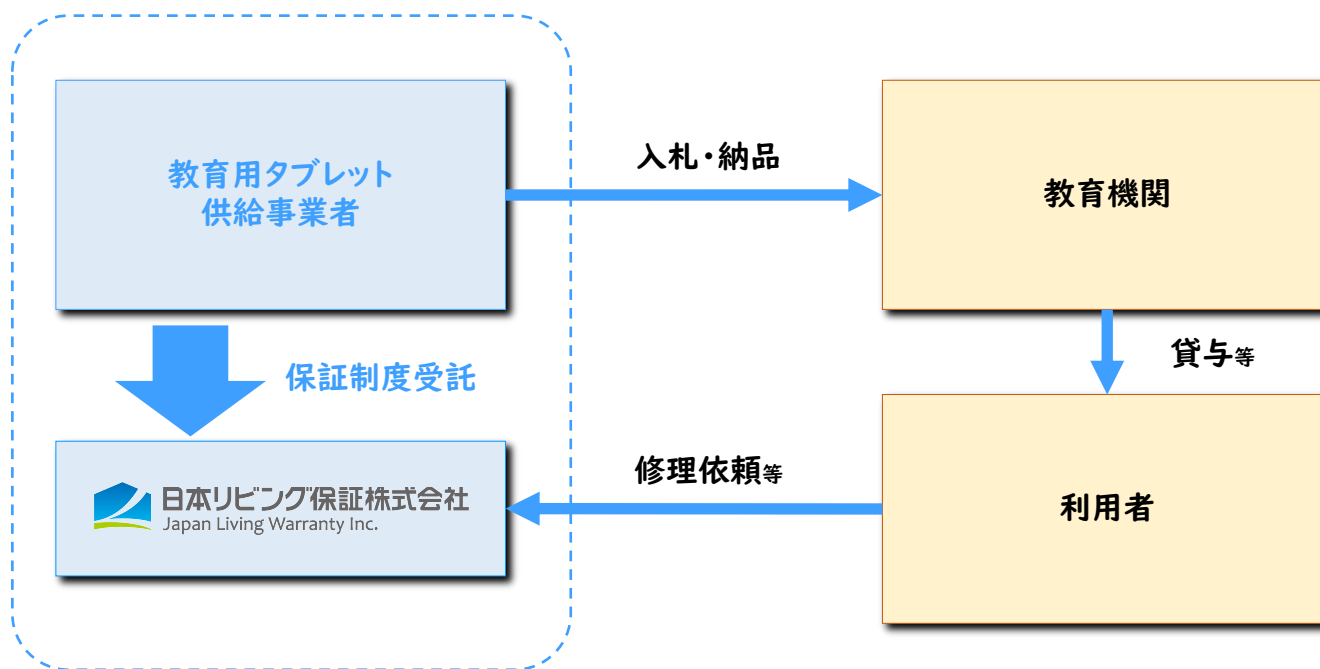 教育用タブレット
供給事業者
入札・納品
教育機関
保証制度受託
貸与等
日本リビング保証株式会社
Japan Living Warranty Inc.
修理依頼等
利用者